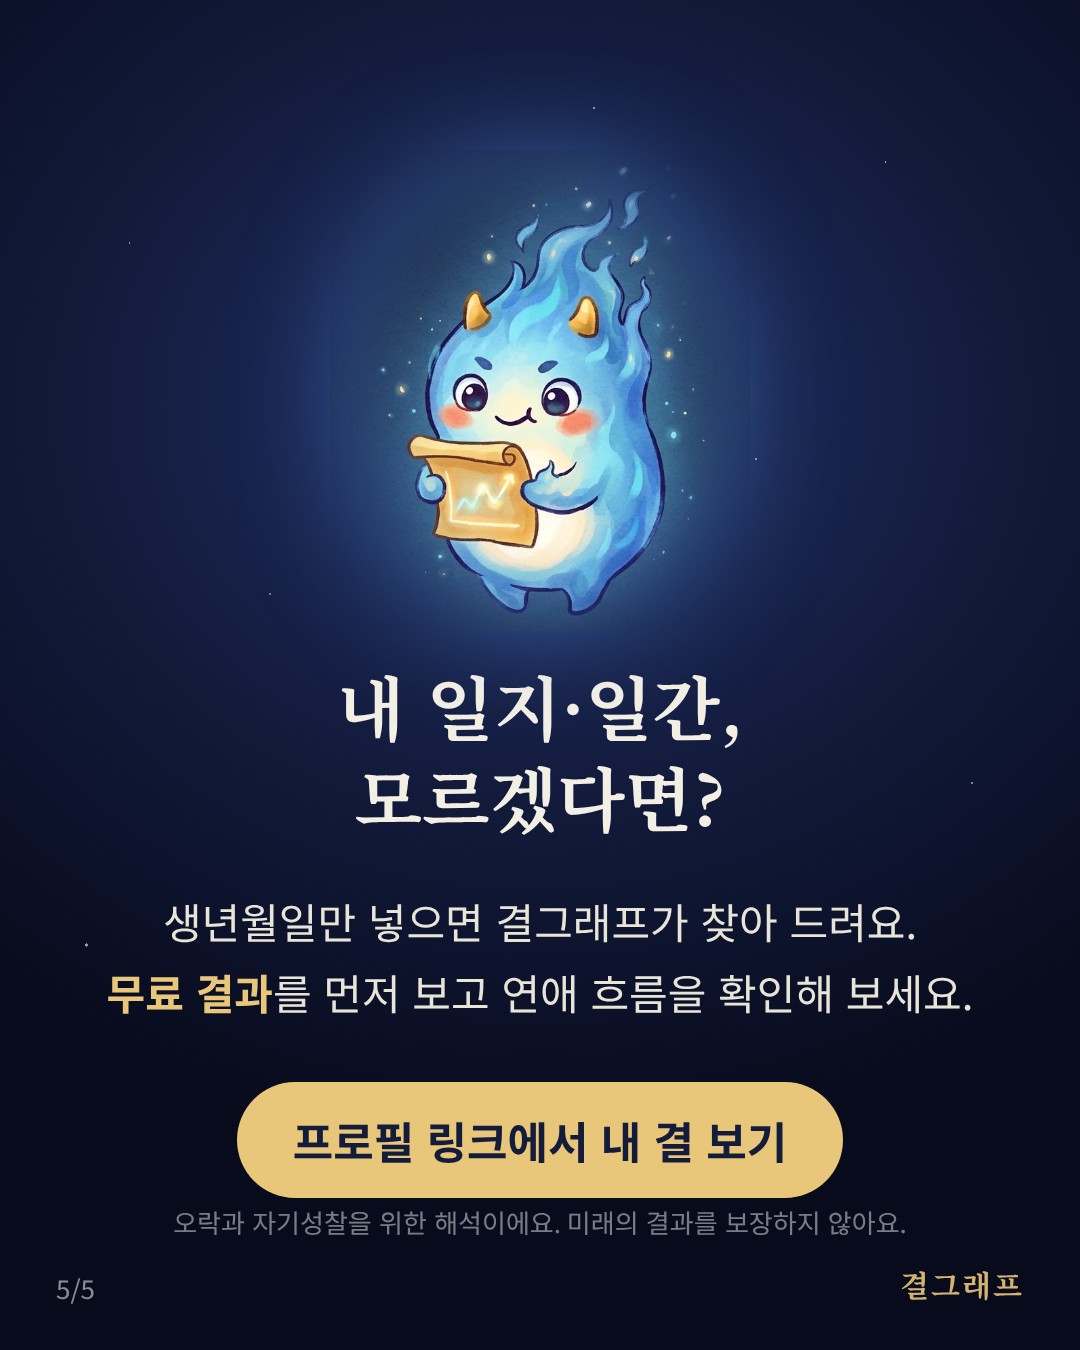 내 일지·일간,
모르겠다면?
생년월일만 넣으면 결그래프가 찾아 드려요.
무료 결과를 먼저 보고 연애 흐름을 확인해 보세요.
프로필 링크에서 내 결 보기
오락과 자기성찰을 위한 해석이에요. 미래의 결과를 보장하지 않아요.
5/5
결그래프